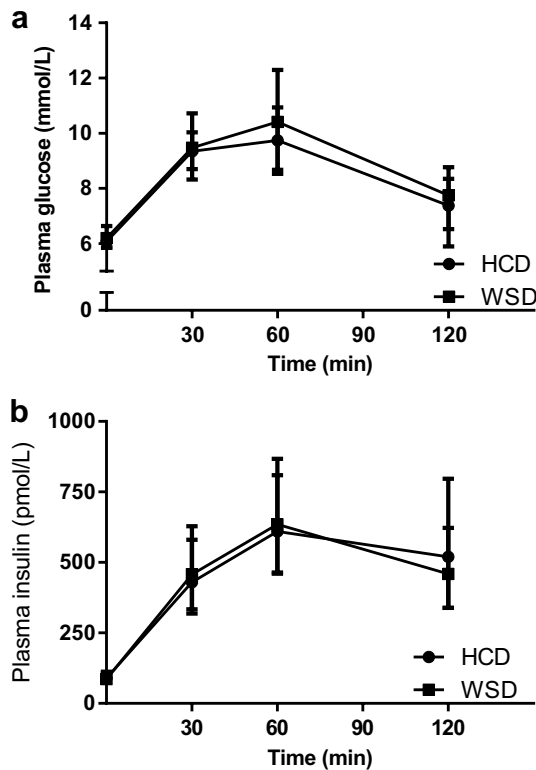 a
Plasma glucose (mmol/L)
14
12
10
8
6
0
30
60
90
120
Time (min)
HCD
WSD
b
Plasma insulin (pmol/L)
1000
750
500
250
0
30
60
90
120
Time (min)
HCD
WSD